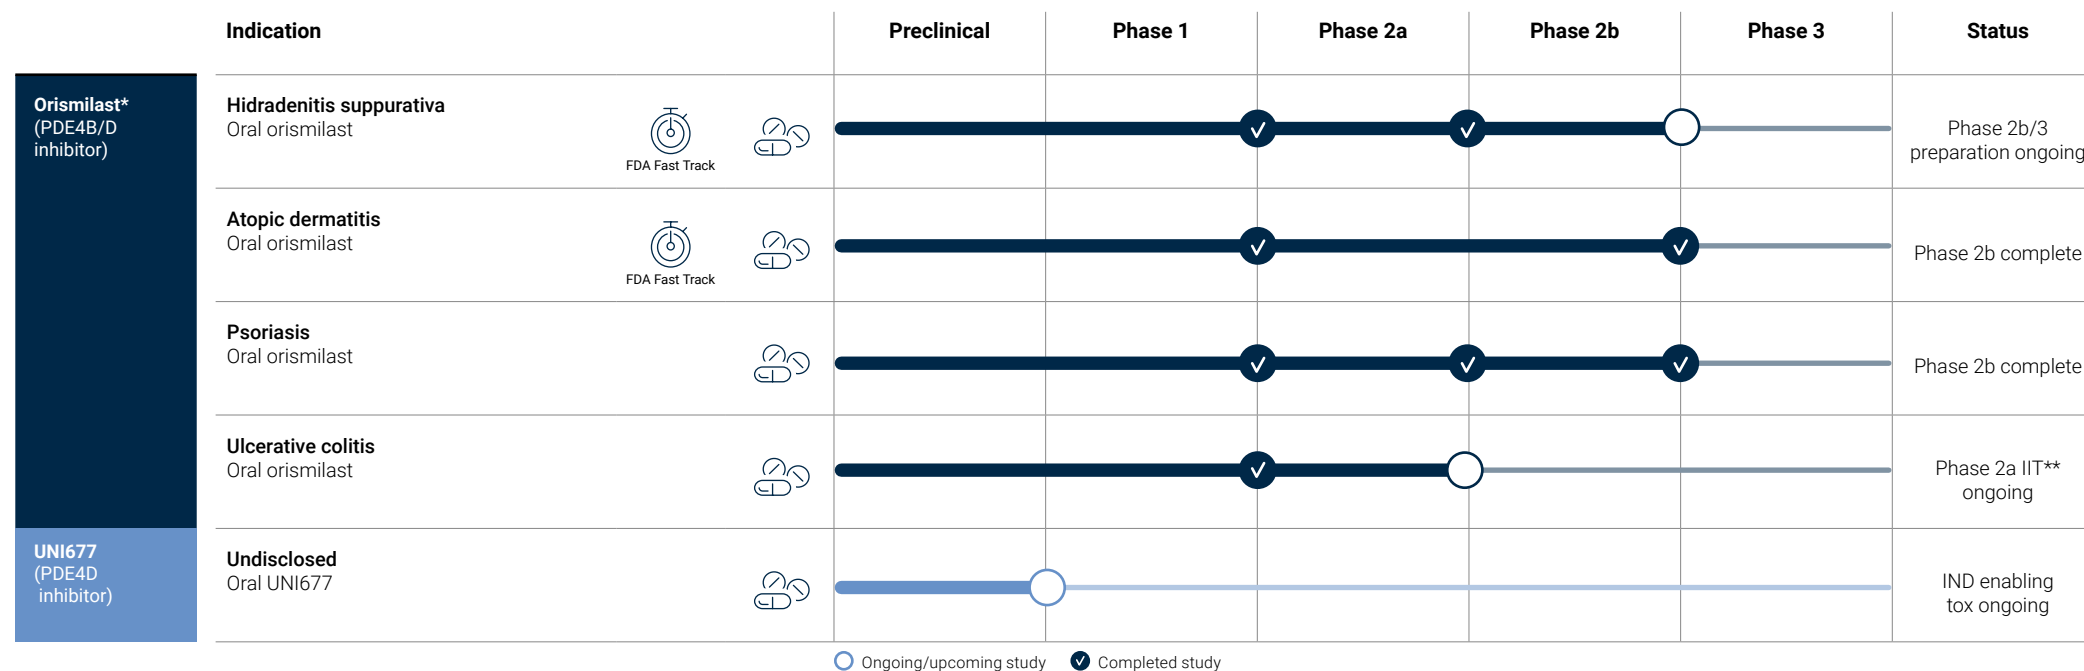 Indication
Preclinical
Phase 1
Phase 2a
Phase 2b
Phase 3
Status
Orismilast*
(PDE4B/D
inhibitor)
Hidradenitis suppurativa
Oral orismilast
FDA Fast Track
Phase 2b/3
preparation ongoing
Atopic dermatitis
Oral orismilast
FDA Fast Track
Phase 2b complete
Psoriasis
Oral orismilast
Phase 2b complete
Ulcerative colitis
Oral orismilast
Phase 2a IIT**
ongoing
UNI677
(PDE4D
inhibitor)
Undisclosed
Oral UNI677
IND enabling
tox ongoing
Ongoing/upcoming study
Completed study